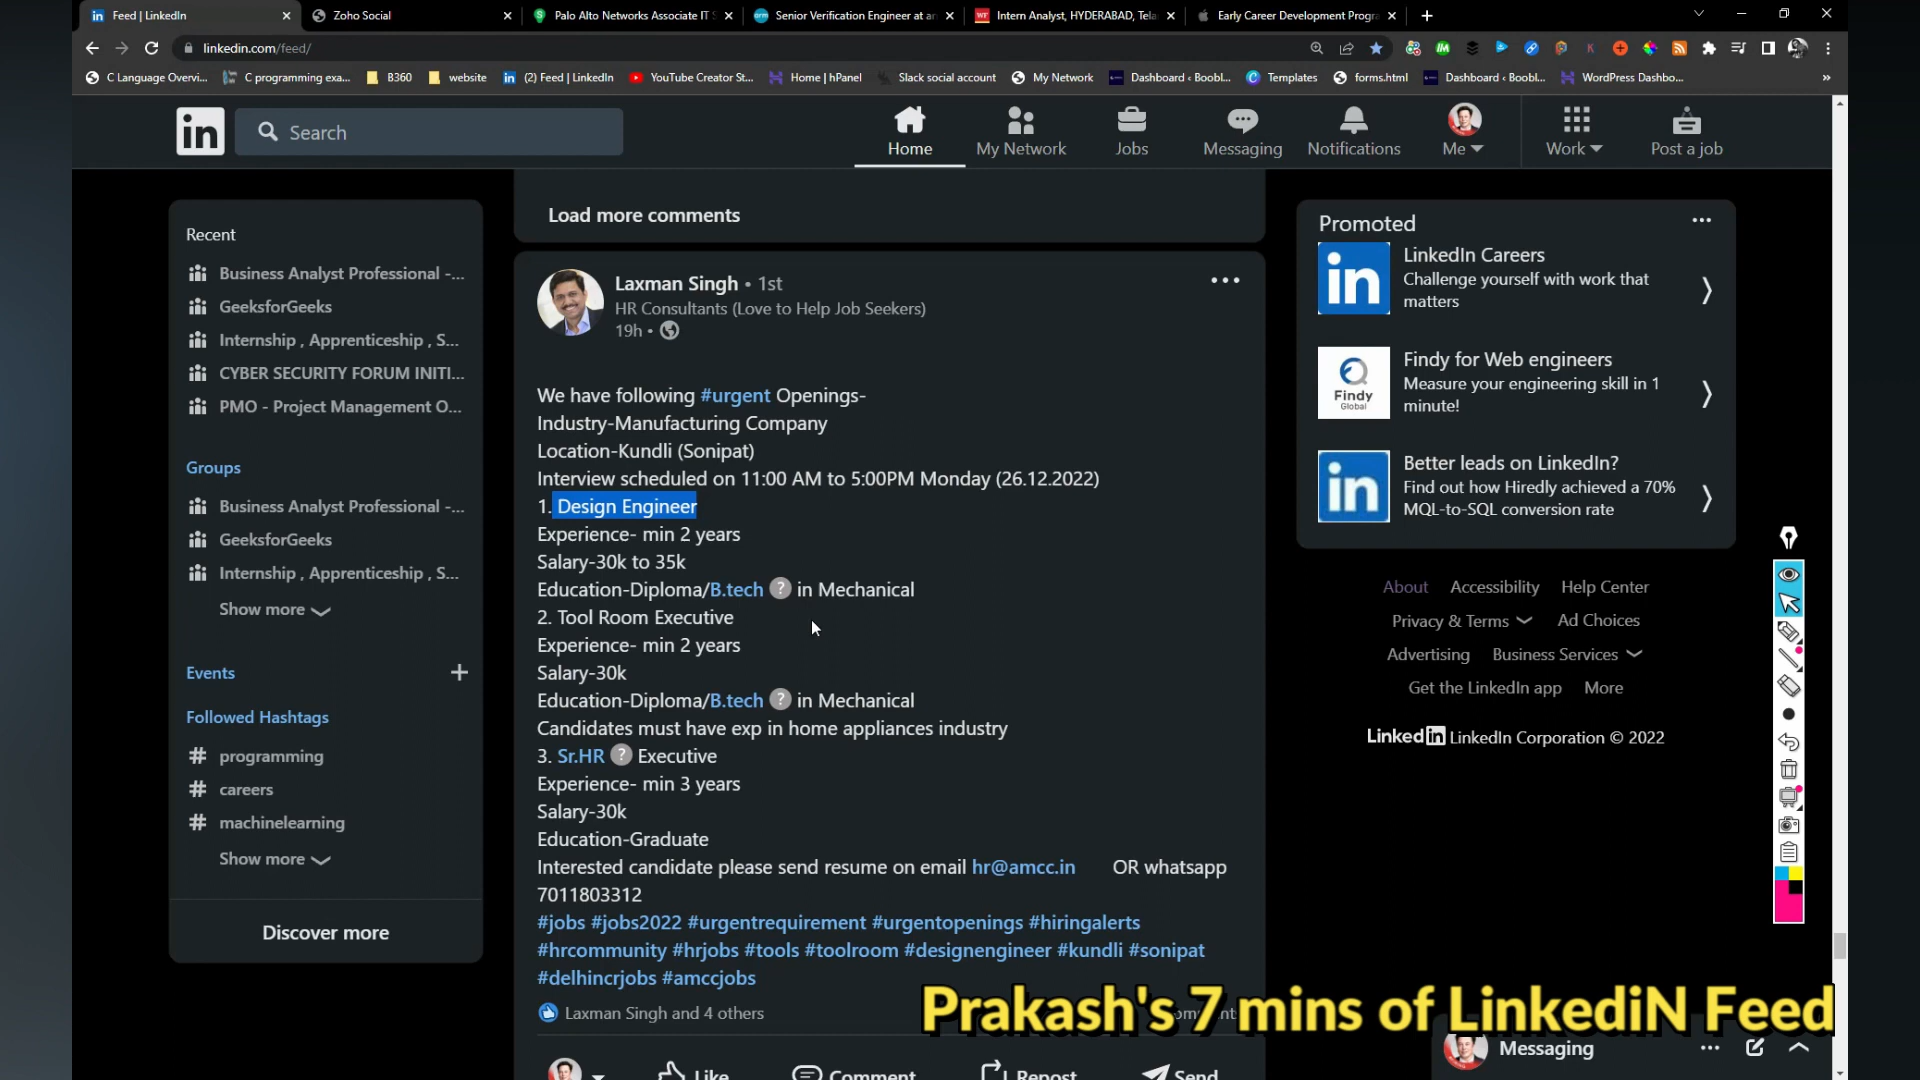 Feed | LinkedIn
Zoho Social
Palo Alto Networks Associate IT S
Senior Verification Engineer at ar
Intern Analyst, HYDERABAD, Tela
Early Career Development Progra
linkedin.com/feed/
C Language Overvi...
C programming exa...
B360
website
(2) Feed | LinkedIn
YouTube Creator St...
Home | hPanel
Slack social account
My Network
Dashboard ‹ Boobl...
Templates
forms.html
Dashboard ‹ Boobl...
WordPress Dashbo...
»
in
Search
Home
My Network
Jobs
Messaging
Notifications
Me
Work
Post a job
Recent
Business Analyst Professional -...
GeeksforGeeks
Internship , Apprenticeship , S...
CYBER SECURITY FORUM INITI...
PMO - Project Management O...
Groups
Business Analyst Professional -...
GeeksforGeeks
Internship , Apprenticeship , S...
Show more
Events
Followed Hashtags
# programming
# careers
# machinelearning
Show more
Discover more
Load more comments
Laxman Singh • 1st
HR Consultants (Love to Help Job Seekers)
19h •
We have following #urgent Openings-
Industry-Manufacturing Company
Location-Kundli (Sonipat)
Interview scheduled on 11:00 AM to 5:00PM Monday (26.12.2022)
1. Design Engineer
Experience- min 2 years
Salary-30k to 35k
Education-Diploma/B.tech ? in Mechanical
2. Tool Room Executive
Experience- min 2 years
Salary-30k
Education-Diploma/B.tech ? in Mechanical
Candidates must have exp in home appliances industry
3. Sr.HR ? Executive
Experience- min 3 years
Salary-30k
Education-Graduate
Interested candidate please send resume on email hr@amcc.in OR whatsapp
7011803312
#jobs #jobs2022 #urgentrequirement #urgentopenings #hiringalerts
#hrcommunity #hrjobs #tools #toolroom #designengineer #kundli #sonipat
#delhincrjobs #amccjobs
Laxman Singh and 4 others
Like
Comment
Repost
Send
Promoted
in
LinkedIn Careers
Challenge yourself with work that
matters
Findy
Global
Findy for Web engineers
Measure your engineering skill in 1
minute!
in
Better leads on LinkedIn?
Find out how Hiredly achieved a 70%
MQL-to-SQL conversion rate
About
Accessibility
Help Center
Privacy & Terms
Ad Choices
Advertising
Business Services
Get the LinkedIn app
More
LinkedIn LinkedIn Corporation © 2022
Prakash's 7 mins of LinkediN Feed
Messaging